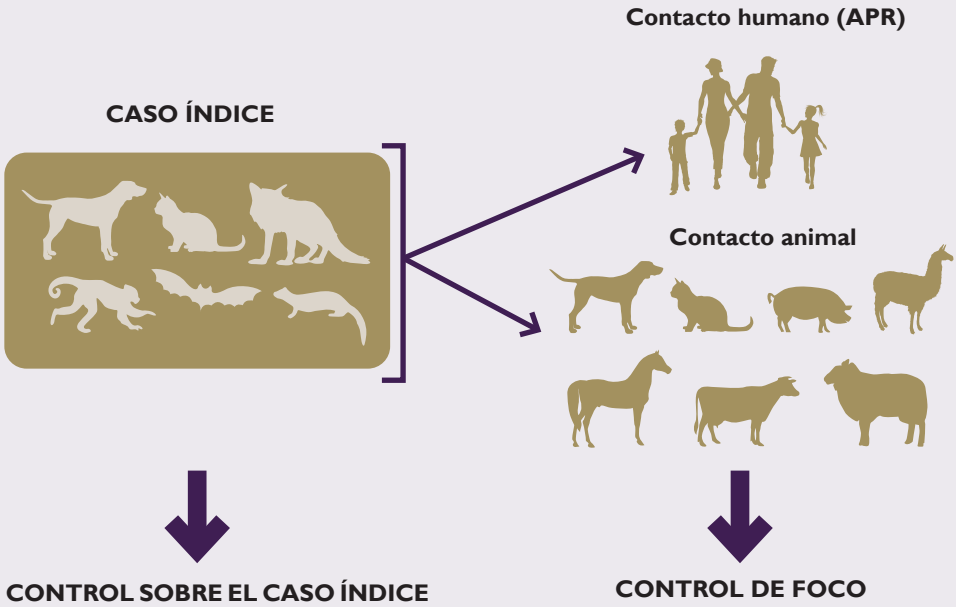 Contacto humano (APR)
CASO ÍNDICE
Contacto animal
CONTROL SOBRE EL CASO ÍNDICE
CONTROL DE FOCO